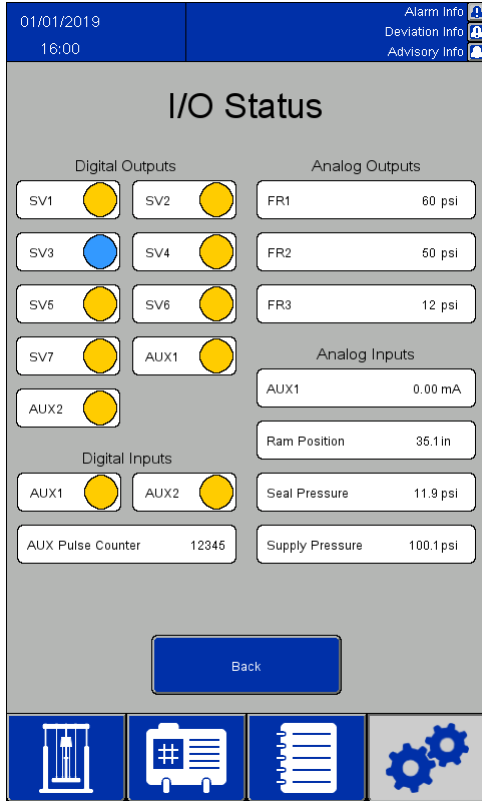 01/01/2019
16:00
Alarm Info
Deviation Info
Advisory Info
I/O Status
Digital Outputs
SV1
SV2
SV3
SV4
SV5
SV6
SV7
AUX1
AUX2
Digital Inputs
AUX1
AUX2
AUX Pulse Counter 12345
Analog Outputs
FR1 60 psi
FR2 50 psi
FR3 12 psi
Analog Inputs
AUX1 0.00 mA
Ram Position 35.1 in
Seal Pressure 11.9 psi
Supply Pressure 100.1 psi
Back